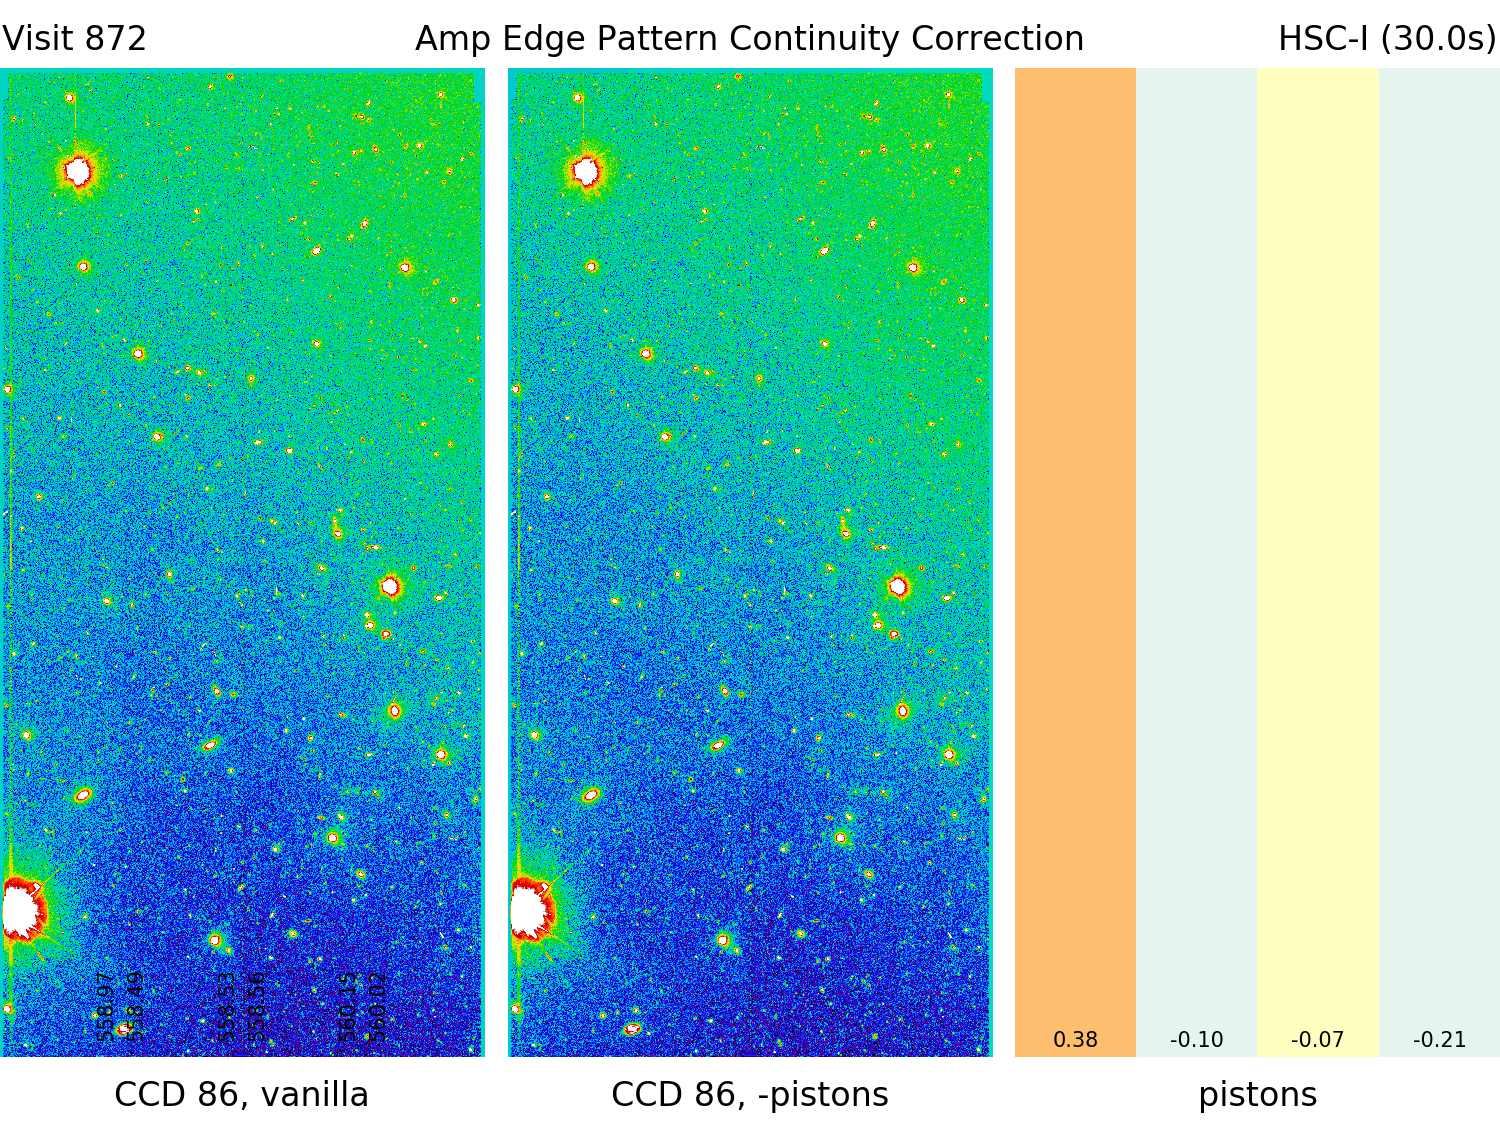 Visit 872
Amp Edge Pattern Continuity Correction
HSC-I (30.0s)
558.97
558.49
558.53
558.56
560.15
560.02
0.38
-0.10
-0.07
-0.21
CCD 86, vanilla
CCD 86, -pistons
pistons